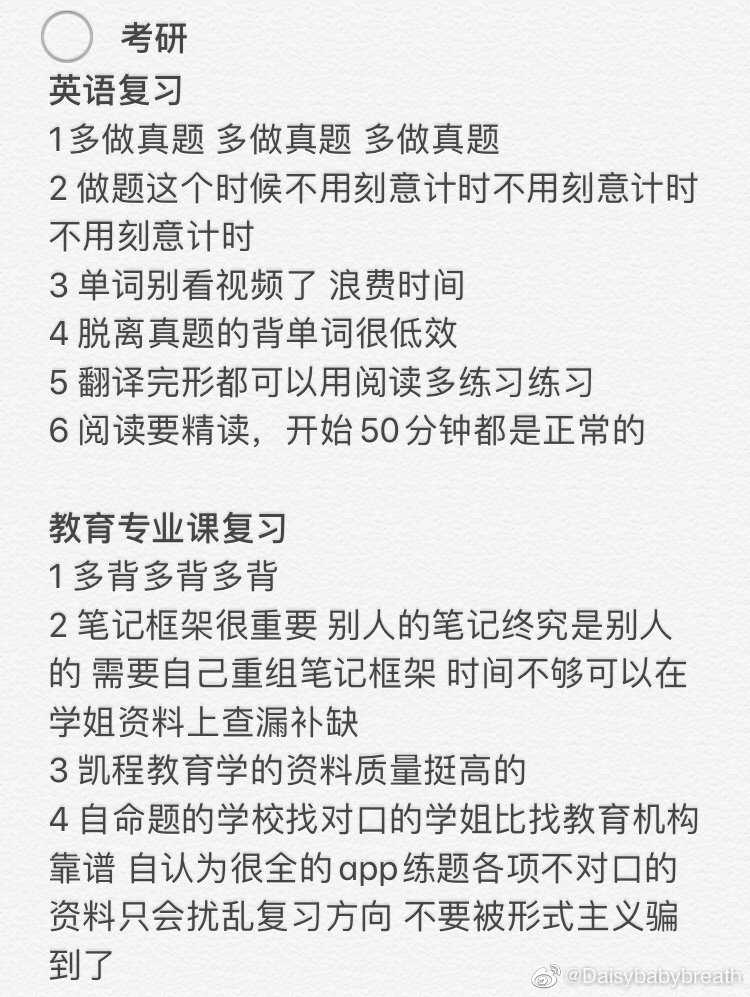 考研
英语复习
1多做真题 多做真题 多做真题
2 做题这个时候不用刻意计时不用刻意计时
不用刻意计时
3 单词别看视频了 浪费时间
4 脱离真题的背单词很低效
5 翻译完形都可以用阅读多练习练习
6 阅读要精读，开始50分钟都是正常的
教育专业课复习
1 多背多背多背
2 笔记框架很重要 别人的笔记终究是别人
的 需要自己重组笔记框架 时间不够可以在
学姐资料上查漏补缺
3 凯程教育学的资料质量挺高的
4 自命题的学校找对口的学姐比找教育机构
靠谱 自认为很全的app练题各项不对口的
资料只会扰乱复习方向 不要被形式主义骗
到了
@Daisybabybreath